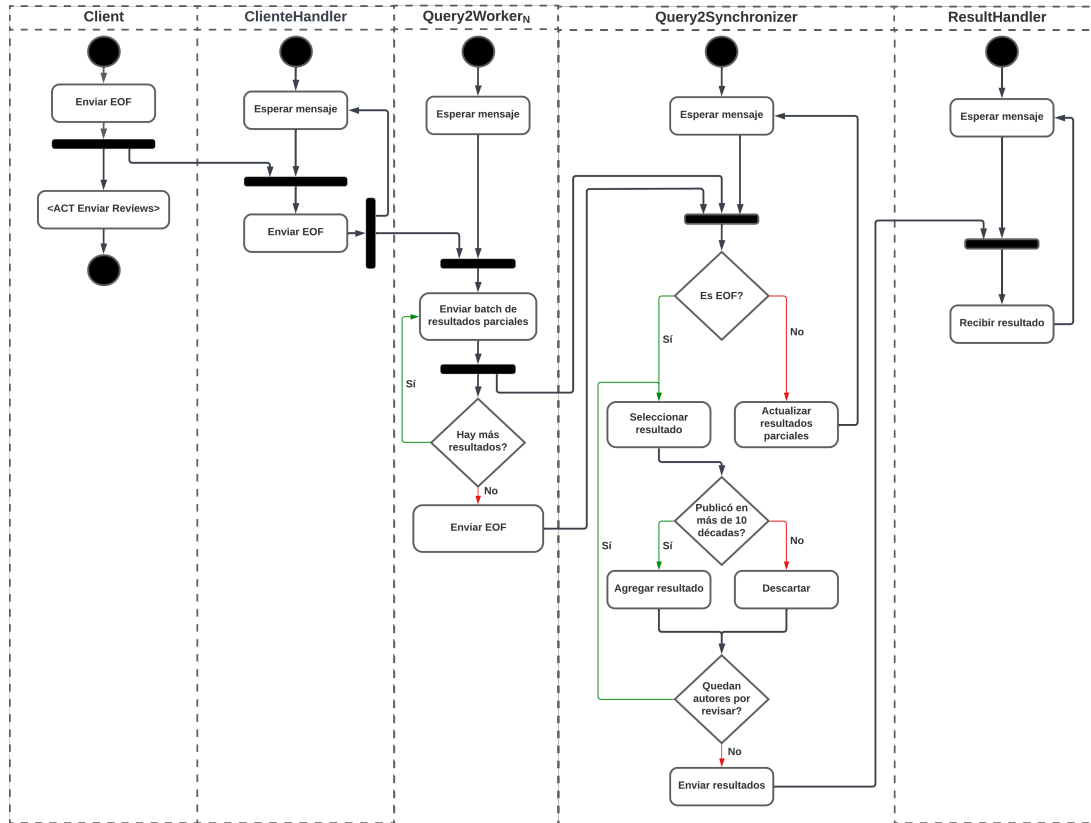 Client
ClienteHandler
Query2WorkerN
Query2Synchronizer
ResultHandler
Enviar EOF
<ACT Enviar Reviews>
Esperar mensaje
Enviar EOF
Esperar mensaje
Enviar batch de
resultados parciales
Sí
Hay más
resultados?
No
Enviar EOF
Esperar mensaje
Es EOF?
Sí
No
Seleccionar
resultado
Actualizar
resultados
parciales
Publicó en
más de 10
décadas?
Sí
Sí
No
Agregar resultado
Descartar
Quedan
autores por
revisar?
No
Enviar resultados
Esperar mensaje
Recibir resultado